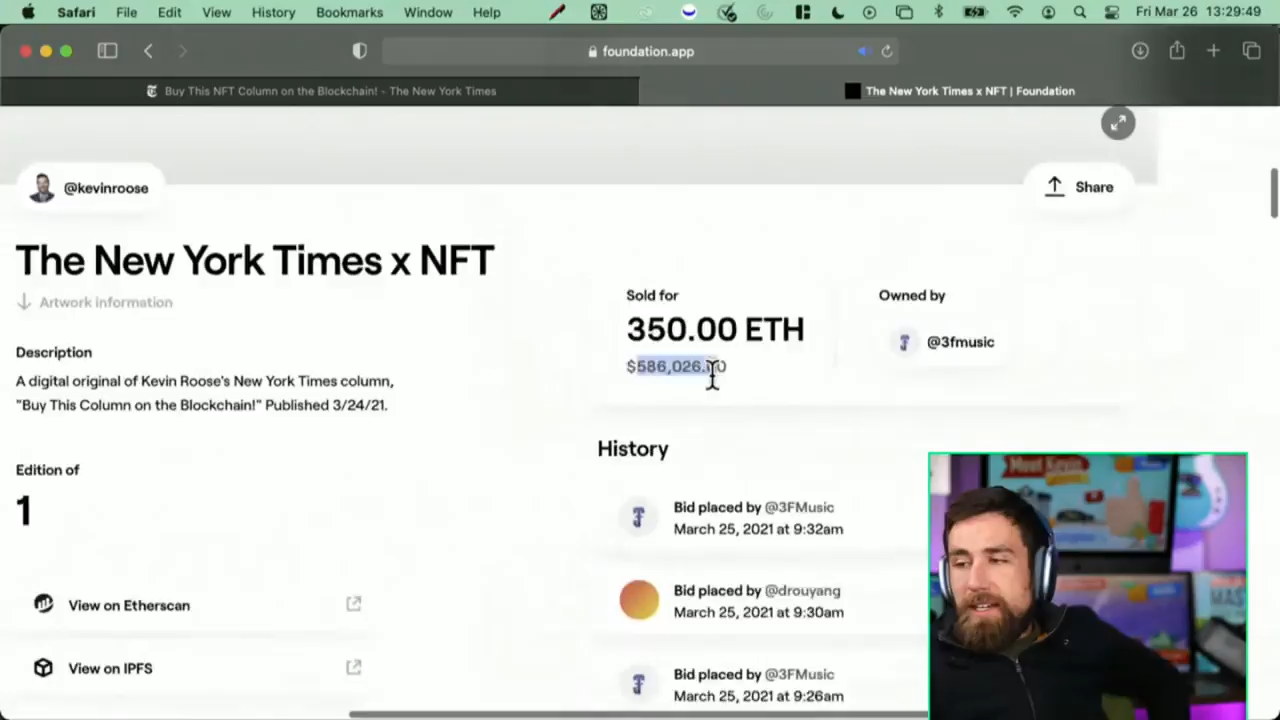 Safari File Edit View History Bookmarks Window Help Fri Mar 26 13:29:49
foundation.app
Buy This NFT Column on the Blockchain! - The New York Times
The New York Times x NFT | Foundation
@kevinroose
Share
The New York Times x NFT
Artwork information
Description
A digital original of Kevin Roose's New York Times column,
"Buy This Column on the Blockchain!" Published 3/24/21.
Edition of
1
View on Etherscan
View on IPFS
Sold for
350.00 ETH
$586,026.00
Owned by
@3fmusic
History
Bid placed by @3FMusic
March 25, 2021 at 9:32am
Bid placed by @drouyang
March 25, 2021 at 9:30am
Bid placed by @3FMusic
March 25, 2021 at 9:26am
Meet Kevin